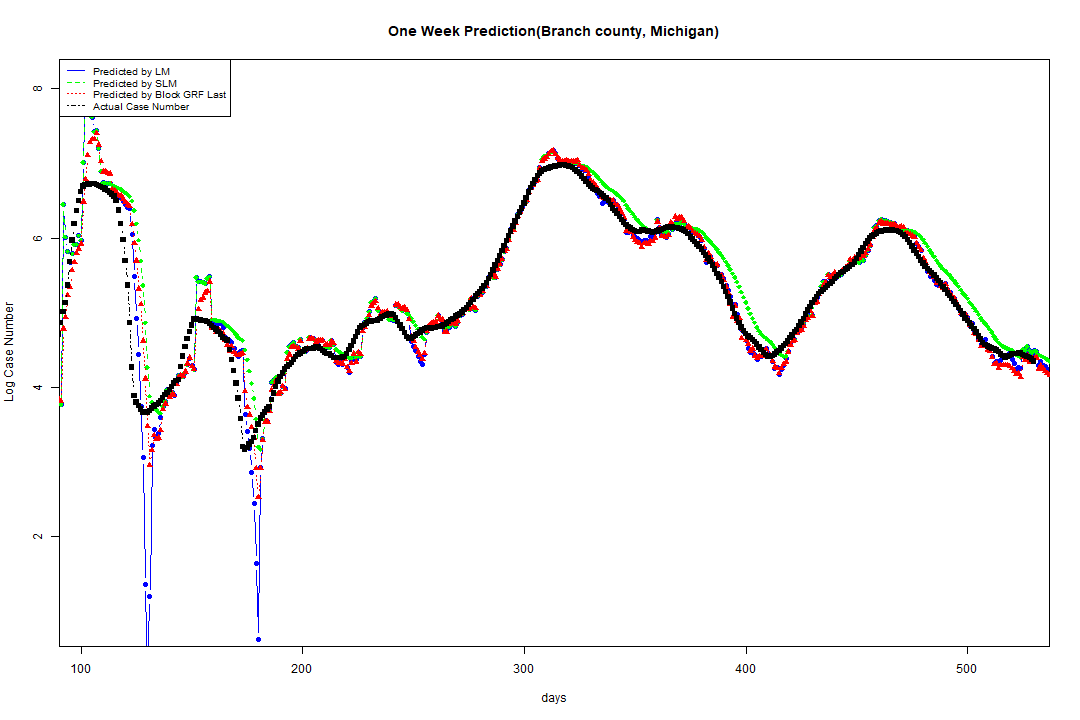 One Week Prediction(Branch county, Michigan)
Predicted by LM
Predicted by SLM
Predicted by Block GRF Last
Actual Case Number
8
6
4
2
Log Case Number
100 200 300 400 500
days